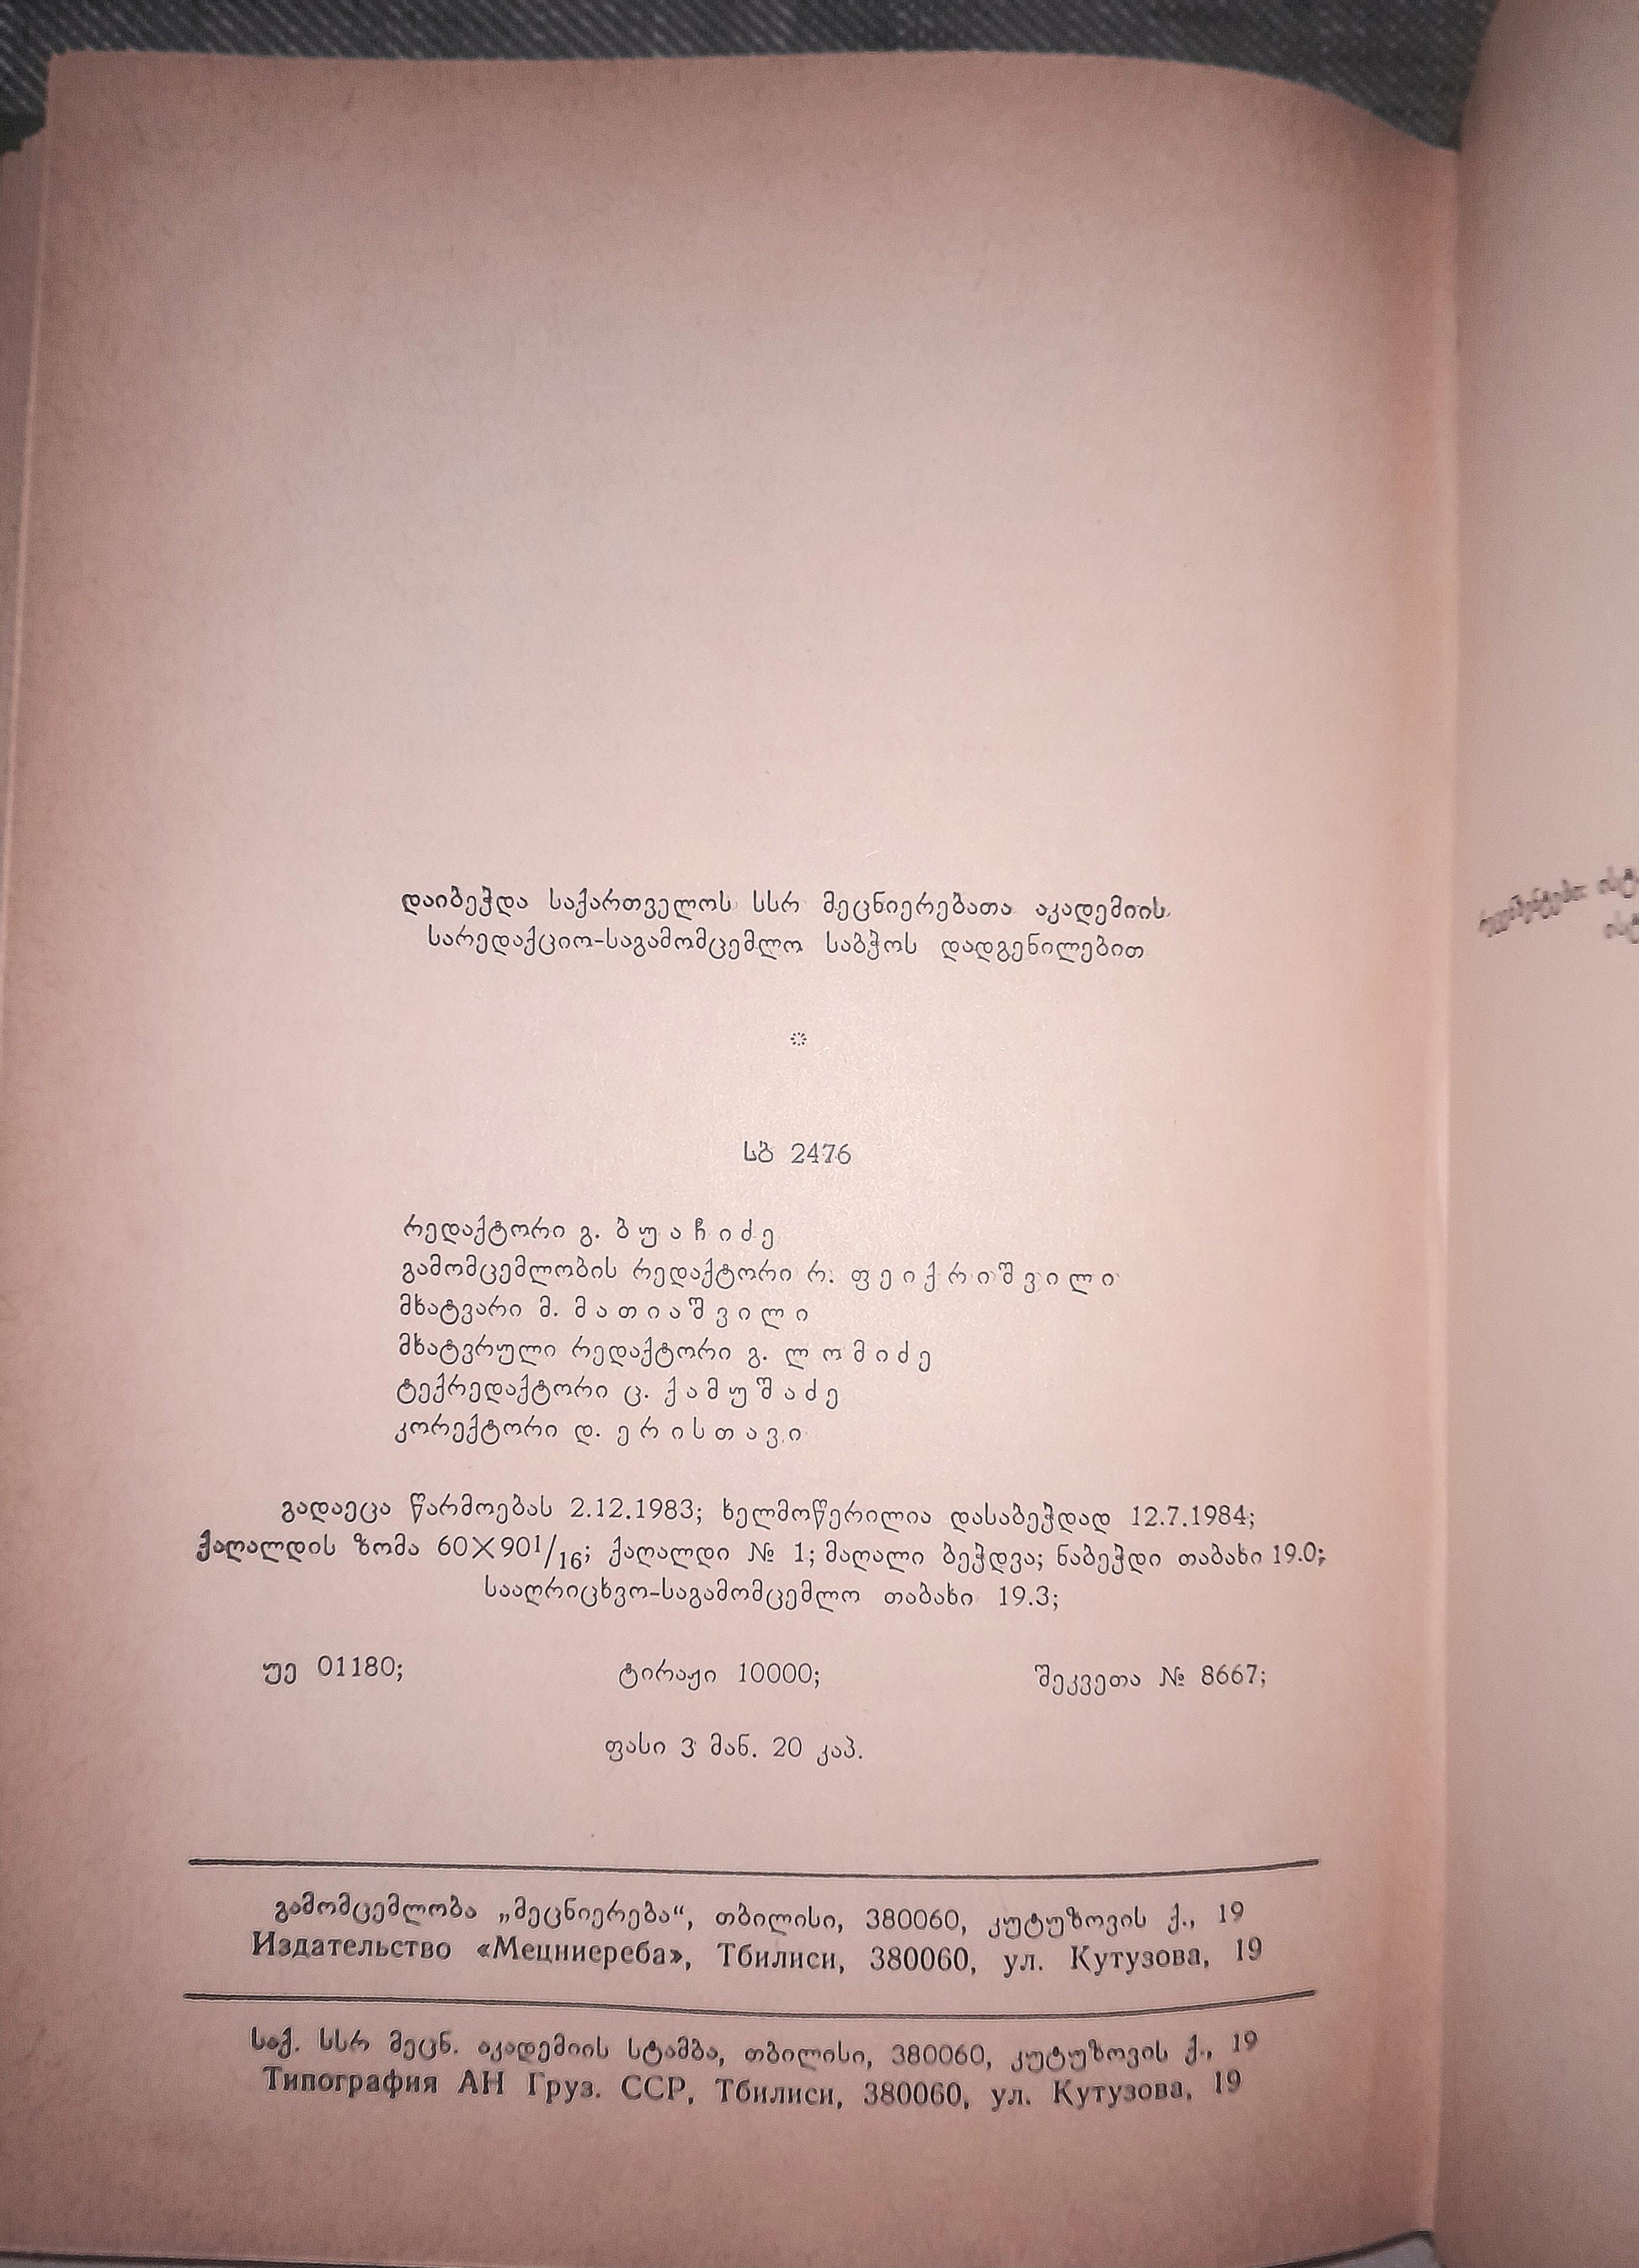 დაიბეჭდა საქართველოს სსრ მეცნიერებათა აკადემიის
სარედაქციო-საგამომცემლო საბჭოს დადგენილებით
სბ 2476
რედაქტორი გ. ბუაჩიძე
გამომცემლობის რედაქტორი რ. ფეიქრიშვილი
მხატვარი მ. მათიაშვილი
მხატვრული რედაქტორი გ. ლომიძე
ტექრედაქტორი ც. ქამუშაძე
კორექტორი დ. ერისთავი
გადაეცა წარმოებას 2.12.1983; ხელმოწერილია დასაბეჭდად 12.7.1984;
ქაღალდის ზომა 60×90¹/₁₆; ქაღალდი № 1; მაღალი ბეჭდვა; ნაბეჭდი თაბახი 19.0;
სააღრიცხვო-საგამომცემლო თაბახი 19.3;
უე 01180; ტირაჟი 10000; შეკვეთა № 8667;
ფასი 3 მან. 20 კაპ.
გამომცემლობა „მეცნიერება“, თბილისი, 380060, კუტუზოვის ქ., 19
Издательство «Мецниереба», Тбилиси, 380060, ул. Кутузова, 19
საქ. სსრ მეცნ. აკადემიის სტამბა, თბილისი, 380060, კუტუზოვის ქ., 19
Типография АН Груз. ССР, Тбилиси, 380060, ул. Кутузова, 19